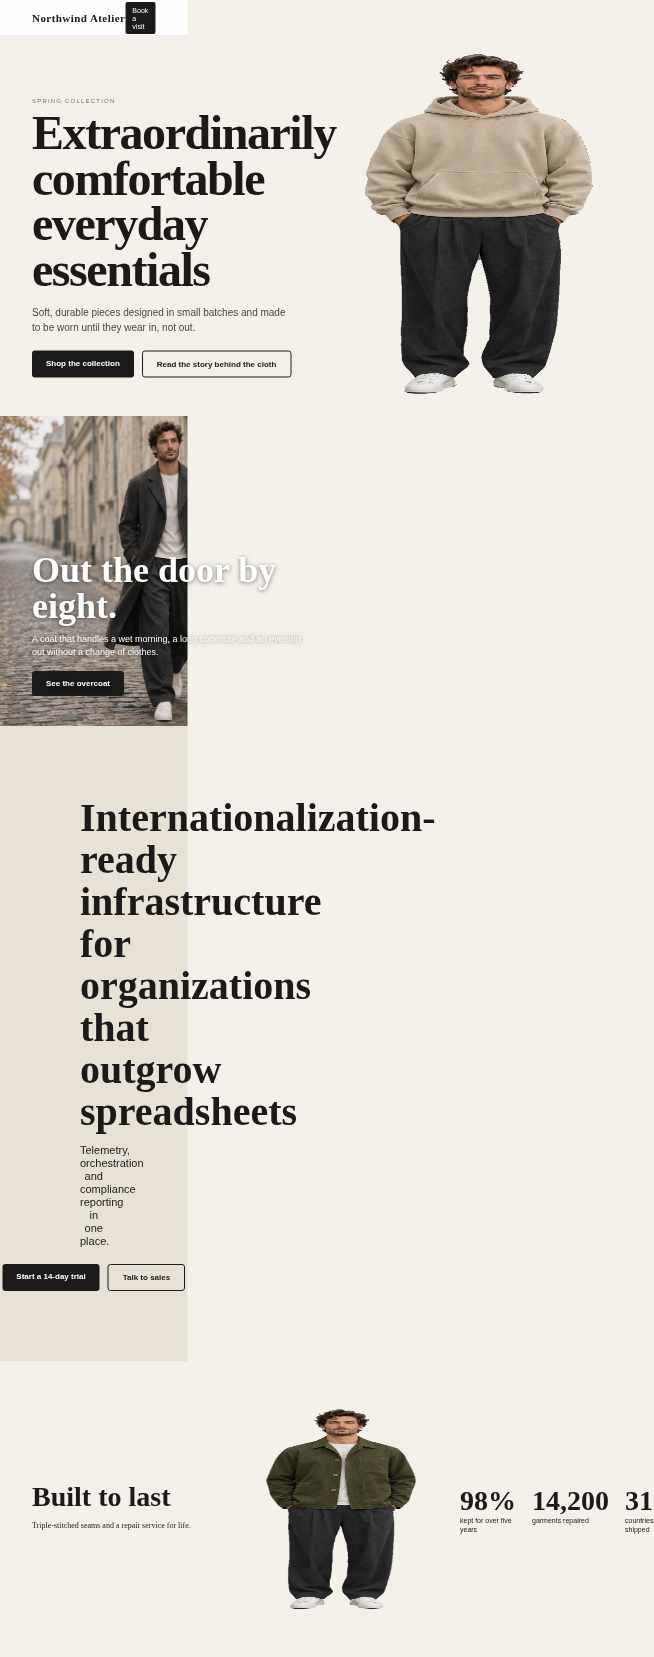 Northwind Atelier
Book
a
visit
SPRING COLLECTION
Extraordinarily
comfortable
everyday
essentials
Soft, durable pieces designed in small batches and made
to be worn until they wear in, not out.
Shop the collection
Read the story behind the cloth
Out the door by
eight.
A coat that handles a wet morning, a long commute and an evening
out without a change of clothes.
See the overcoat
Internationalization-
ready
infrastructure
for
organizations
that
outgrow
spreadsheets
Telemetry,
orchestration
and
compliance
reporting
in
one
place.
Start a 14-day trial
Talk to sales
Built to last
Triple-stitched seams and a repair service for life.
98%
kept for over five
years
14,200
garments repaired
31
countries
shipped